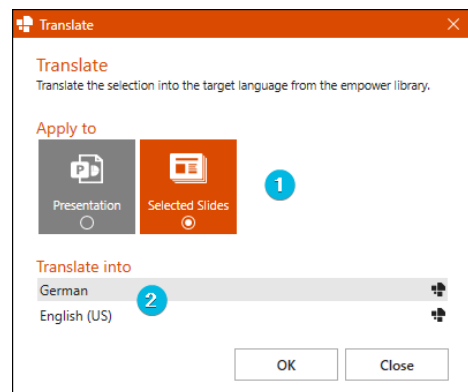 Translate
Translate
Translate the selection into the target language from the empower library.
Apply to
Presentation
Selected Slides
1
Translate into
German
2
English (US)
OK
Close